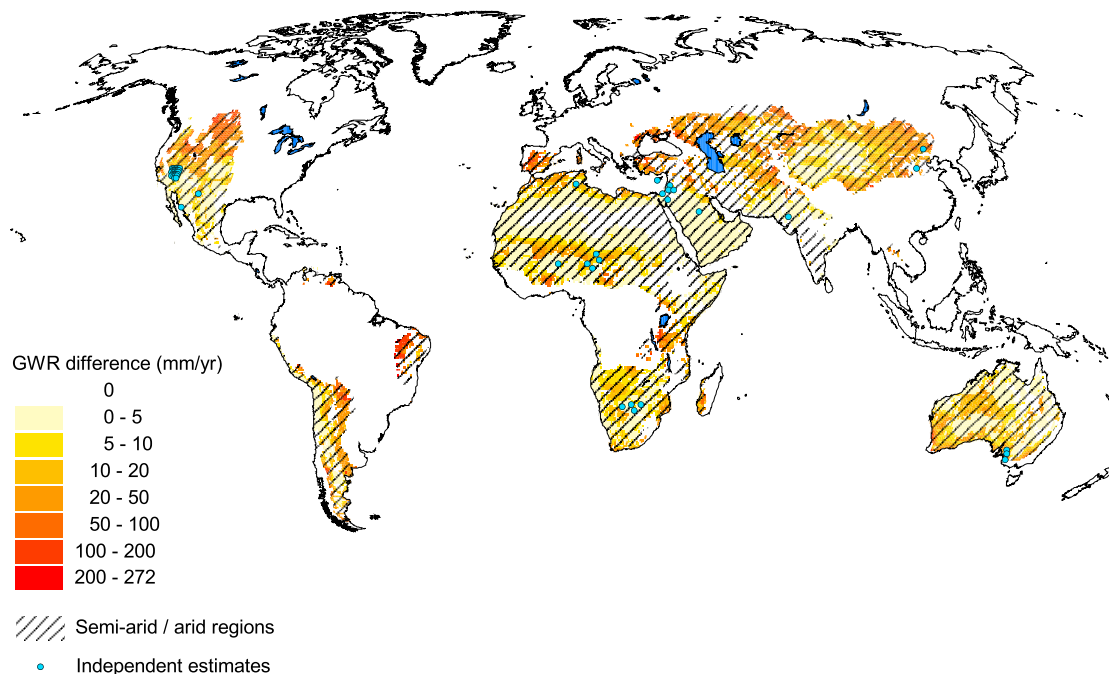 GWR difference (mm/yr)
0
0 - 5
5 - 10
10 - 20
20 - 50
50 - 100
100 - 200
200 - 272
Semi-arid / arid regions
Independent estimates